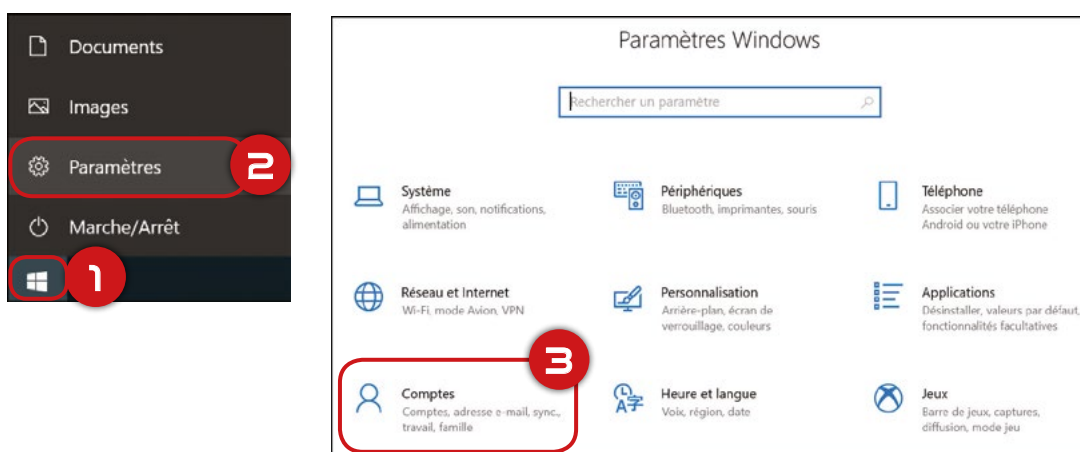 Documents
Images
Paramètres
2
Marche/Arrêt
1
Paramètres Windows
Rechercher un paramètre
Système
Affichage, son, notifications,
alimentation
Périphériques
Bluetooth, imprimantes, souris
Téléphone
Associer votre téléphone
Android ou votre iPhone
Réseau et Internet
Wi-Fi, mode Avion, VPN
Personnalisation
Arrière-plan, écran de
verrouillage, couleurs
Applications
Désinstaller, valeurs par défaut,
fonctionnalités facultatives
3
Comptes
Comptes, adresse e-mail, sync.,
travail, famille
Heure et langue
Voix, région, date
Jeux
Barre de jeux, captures,
diffusion, mode jeu